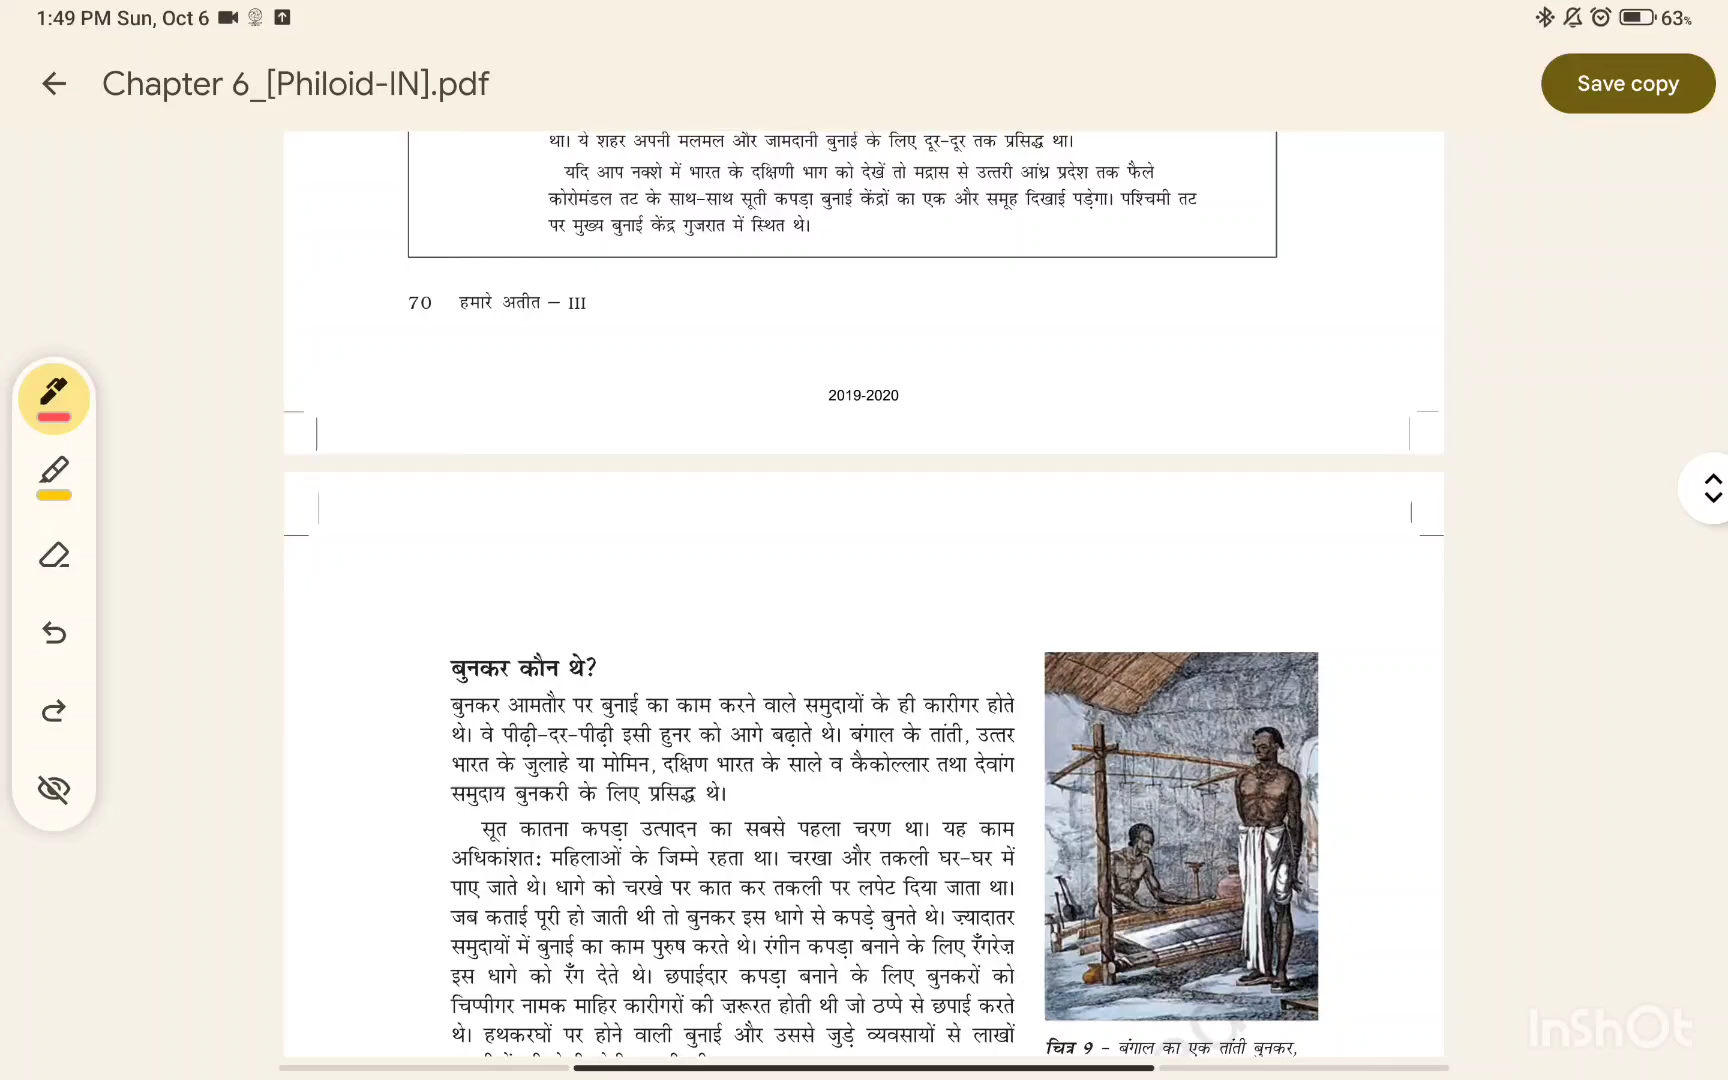 1:49 PM Sun, Oct 6
63%
Chapter 6_[Philoid-IN].pdf
Save copy
था। ये शहर अपनी मलमल और जामदानी बुनाई के लिए दूर-दूर तक प्रसिद्ध था।
यदि आप नक्शे में भारत के दक्षिणी भाग को देखें तो मद्रास से उत्तरी आंध्र प्रदेश तक फैले
कोरोमंडल तट के साथ-साथ सूती कपड़ा बुनाई केंद्रों का एक और समूह दिखाई पड़ेगा। पश्चिमी तट
पर मुख्य बुनाई केंद्र गुजरात में स्थित थे।
70 हमारे अतीत – III
2019-2020
बुनकर कौन थे?
बुनकर आमतौर पर बुनाई का काम करने वाले समुदायों के ही कारीगर होते
थे। वे पीढ़ी-दर-पीढ़ी इसी हुनर को आगे बढ़ाते थे। बंगाल के तांती, उत्तर
भारत के जुलाहे या मोमिन, दक्षिण भारत के साले व कैकोल्लार तथा देवांग
समुदाय बुनकरी के लिए प्रसिद्ध थे।
सूत कातना कपड़ा उत्पादन का सबसे पहला चरण था। यह काम
अधिकांशत: महिलाओं के जिम्मे रहता था। चरखा और तकली घर-घर में
पाए जाते थे। धागे को चरखे पर कात कर तकली पर लपेट दिया जाता था।
जब कताई पूरी हो जाती थी तो बुनकर इस धागे से कपड़े बुनते थे। ज़्यादातर
समुदायों में बुनाई का काम पुरुष करते थे। रंगीन कपड़ा बनाने के लिए रँगरेज़
इस धागे को रँग देते थे। छपाईदार कपड़ा बनाने के लिए बुनकरों को
चिप्पीगर नामक माहिर कारीगरों की ज़रूरत होती थी जो ठप्पे से छपाई करते
थे। हथकरघों पर होने वाली बुनाई और उससे जुड़े व्यवसायों से लाखों
चित्र 9 – बंगाल का एक तांती बुनकर,
InShOt